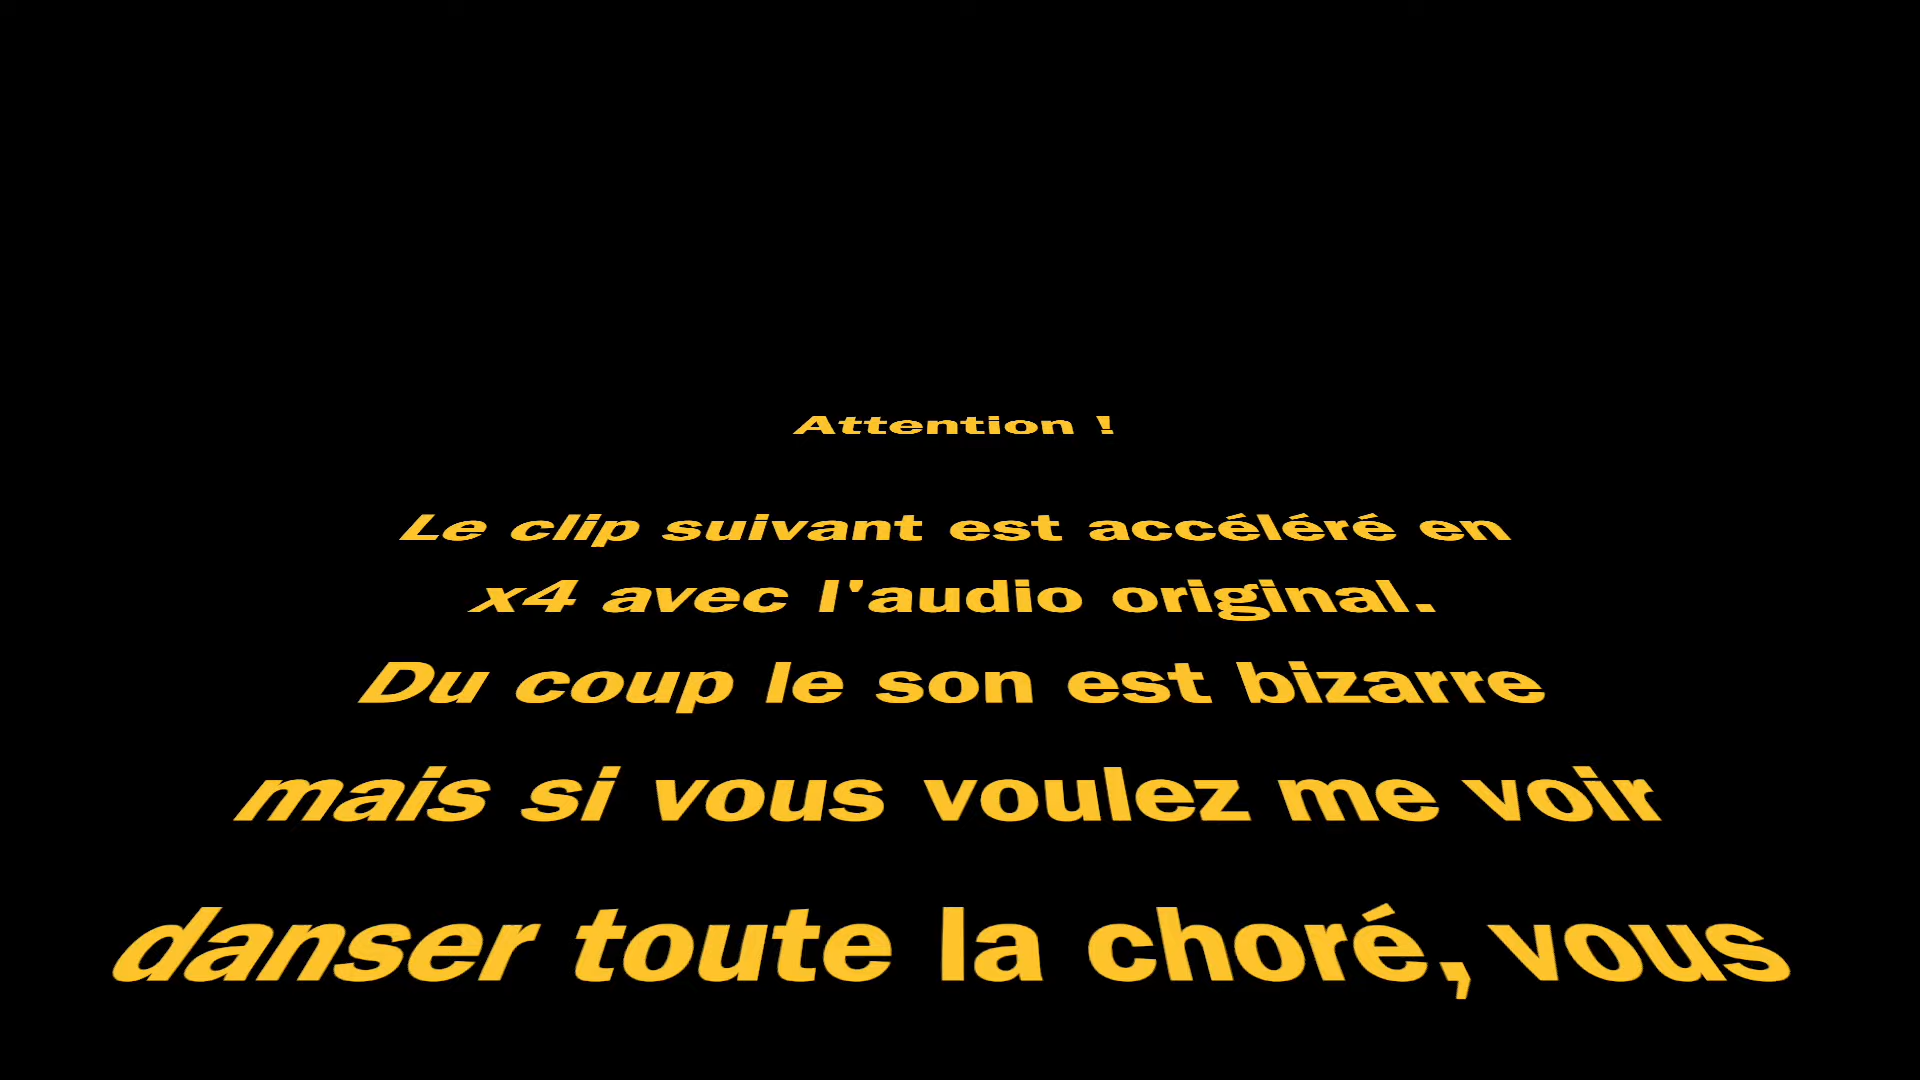 Attention !
Le clip suivant est accéléré en
x4 avec l'audio original.
Du coup le son est bizarre
mais si vous voulez me voir
danser toute la choré, vous